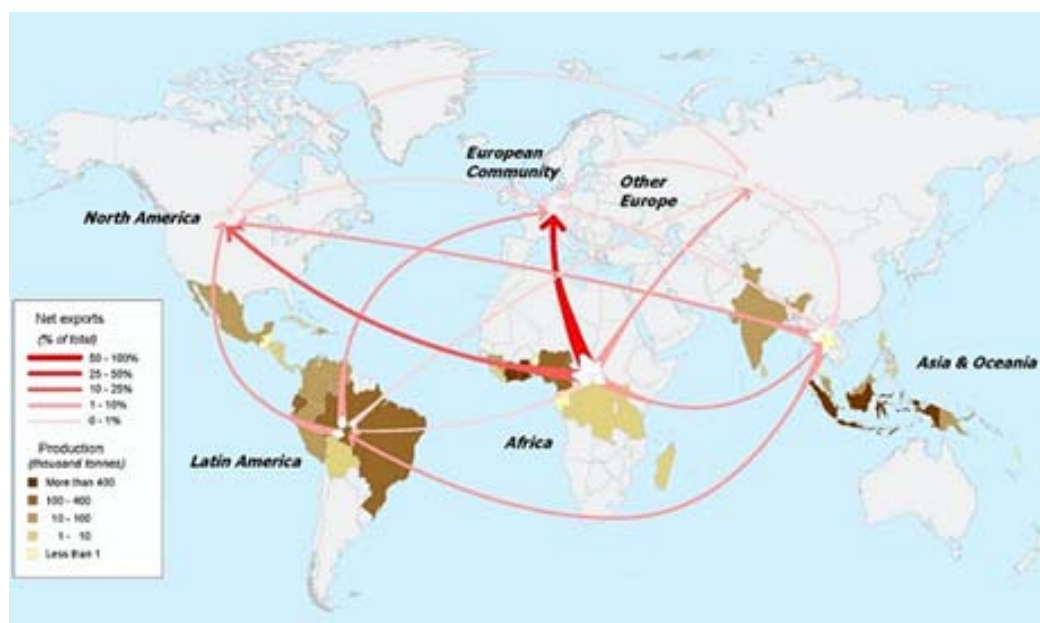 European
Community
Other
Europe
North America
Asia & Oceania
Africa
Latin America
Net exports
(% of total)
50 - 100%
25 - 50%
10 - 25%
1 - 10%
0 - 1%
Production
(thousand tonnes)
More than 400
100 - 400
10 - 100
1 - 10
Less than 1